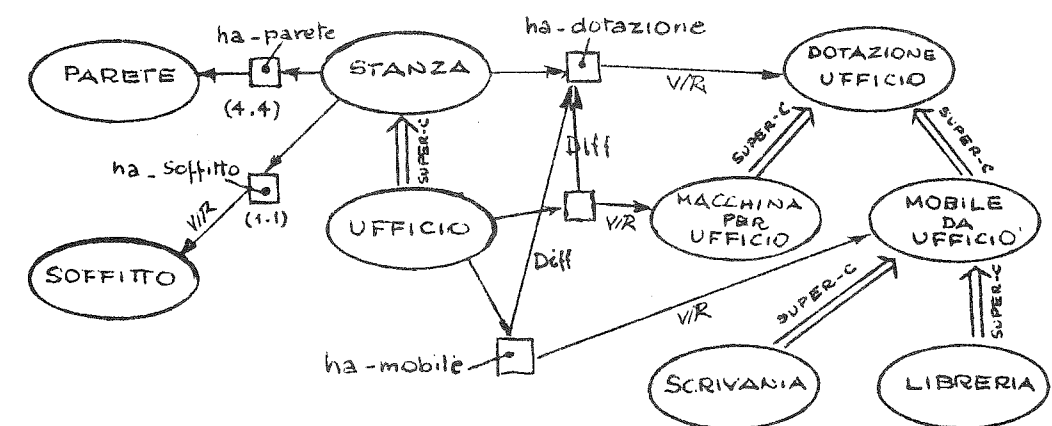 ha-parete
PARETE
(4.4)
STANZA
ha-dotazione
V/R
DOTAZIONE
UFFICIO
ha_Soffitto
V/R
(1.1)
SOFFITTO
SUPER-C
UFFICIO
Diff
Diff
V/R
MACCHINA
PER
UFFICIO
SUPER-C
SUPER-C
MOBILE
DA
UFFICIO
ha-mobile
V/R
SUPER-C
SUPER-C
SCRIVANIA
LIBRERIA